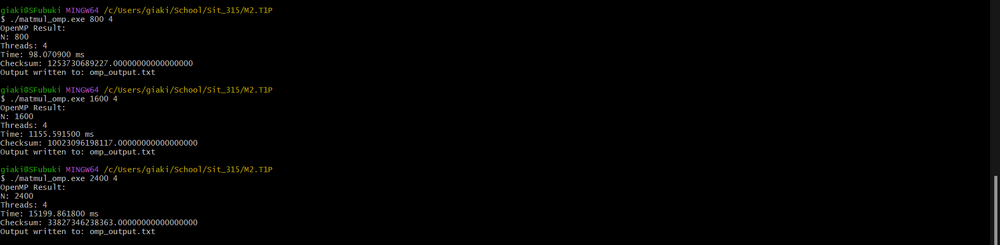 giaki@SFubuki MINGW64 /c/Users/giaki/School/Sit_315/M2.T1P
$ ./matmul_omp.exe 800 4
OpenMP Result:
N: 800
Threads: 4
Time: 98.070900 ms
Checksum: 1253730689227.00000000000000000
Output written to: omp_output.txt
giaki@SFubuki MINGW64 /c/Users/giaki/School/Sit_315/M2.T1P
$ ./matmul_omp.exe 1600 4
OpenMP Result:
N: 1600
Threads: 4
Time: 1155.591500 ms
Checksum: 10023096198117.00000000000000000
Output written to: omp_output.txt
giaki@SFubuki MINGW64 /c/Users/giaki/School/Sit_315/M2.T1P
$ ./matmul_omp.exe 2400 4
OpenMP Result:
N: 2400
Threads: 4
Time: 15199.861800 ms
Checksum: 33827346238363.00000000000000000
Output written to: omp_output.txt